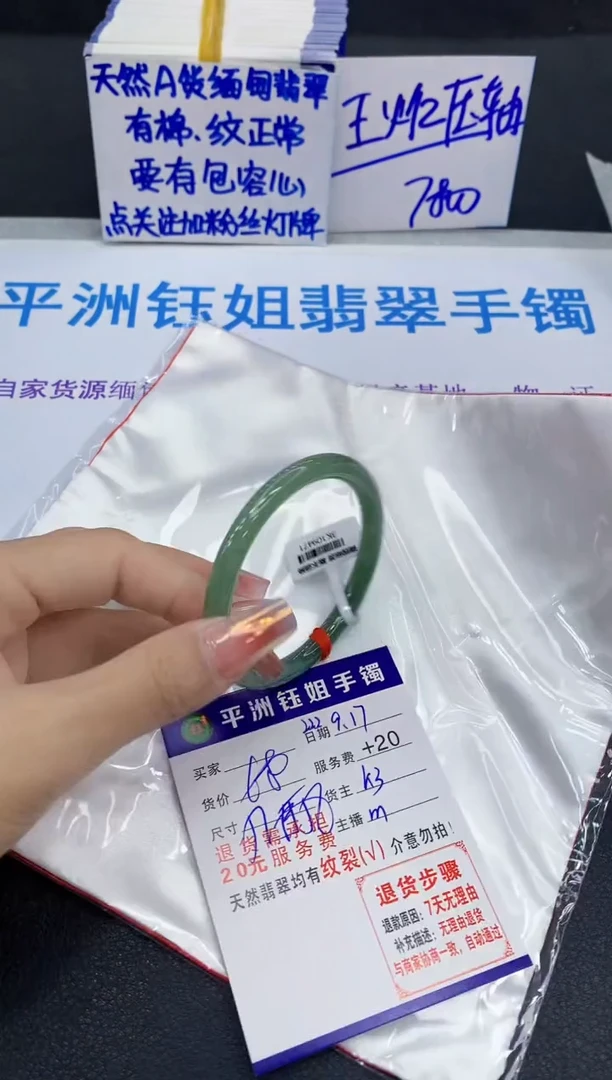 天然A货缅甸翡翠
有棉、纹正常
要有包容心
点关注加粉丝灯牌
平洲钰姐翡翠手镯
自家货源缅
平洲钰姐手镯
日期 9.17
买家
服务费 +20
货价
货主 k3
尺寸
主播 m
退货需承担
20元服务费
天然翡翠均有纹裂(√) 介意勿拍!
退货步骤
退款原因:7天无理由
补充描述:无理由退货
与商家协商一致,自动通过